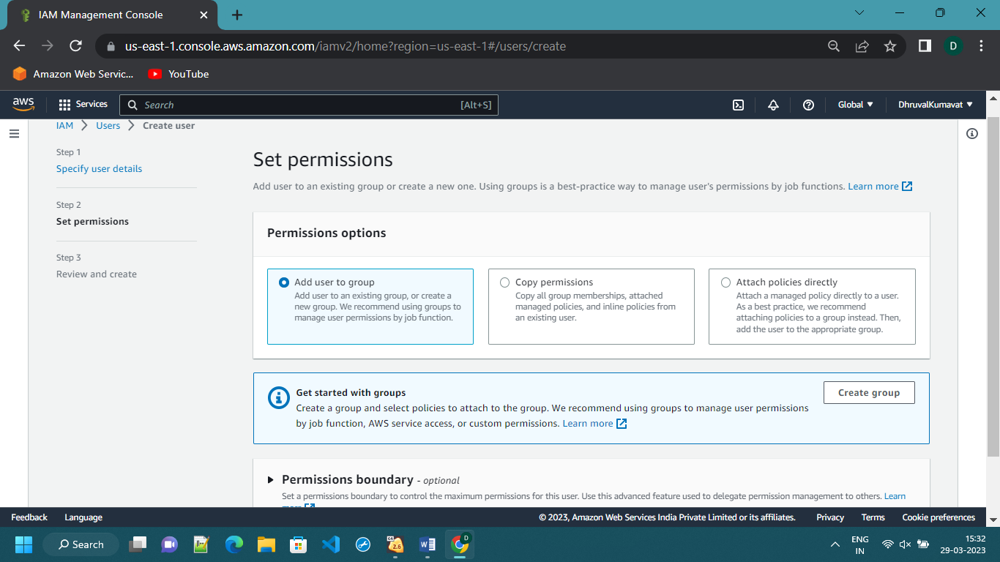 IAM Management Console
us-east-1.console.aws.amazon.com/iamv2/home?region=us-east-1#/users/create
D
Amazon Web Servic...
YouTube
aws
Services
Search
[Alt+S]
Global
DhruvalKumavat
IAM
Users
Create user
Step 1
Specify user details
Step 2
Set permissions
Step 3
Review and create
Set permissions
Add user to an existing group or create a new one. Using groups is a best-practice way to manage user's permissions by job functions. Learn more
Permissions options
Add user to group
Add user to an existing group, or create a
new group. We recommend using groups to
manage user permissions by job function.
Copy permissions
Copy all group memberships, attached
managed policies, and inline policies from
an existing user.
Attach policies directly
Attach a managed policy directly to a user.
As a best practice, we recommend
attaching policies to a group instead. Then,
add the user to the appropriate group.
Get started with groups
Create a group and select policies to attach to the group. We recommend using groups to manage user permissions
by job function, AWS service access, or custom permissions. Learn more
Create group
Permissions boundary - optional
Set a permissions boundary to control the maximum permissions for this user. Use this advanced feature used to delegate permission management to others. Learn
more
Feedback
Language
© 2023, Amazon Web Services India Private Limited or its affiliates.
Privacy
Terms
Cookie preferences
Search
2.6
D
ENG
IN
15:32
29-03-2023